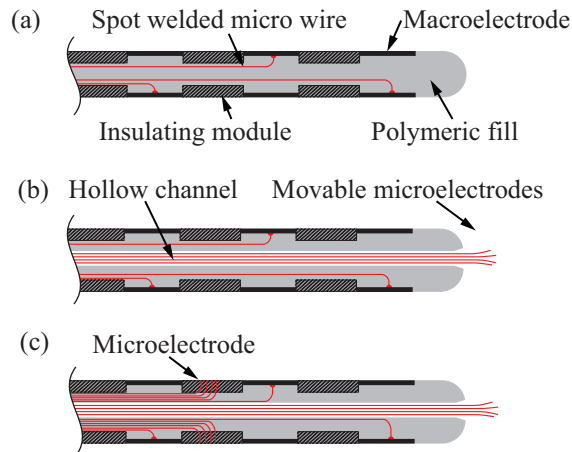 (a)
Spot welded micro wire
Macroelectrode
Insulating module
Polymeric fill
(b)
Hollow channel
Movable microelectrodes
(c)
Microelectrode